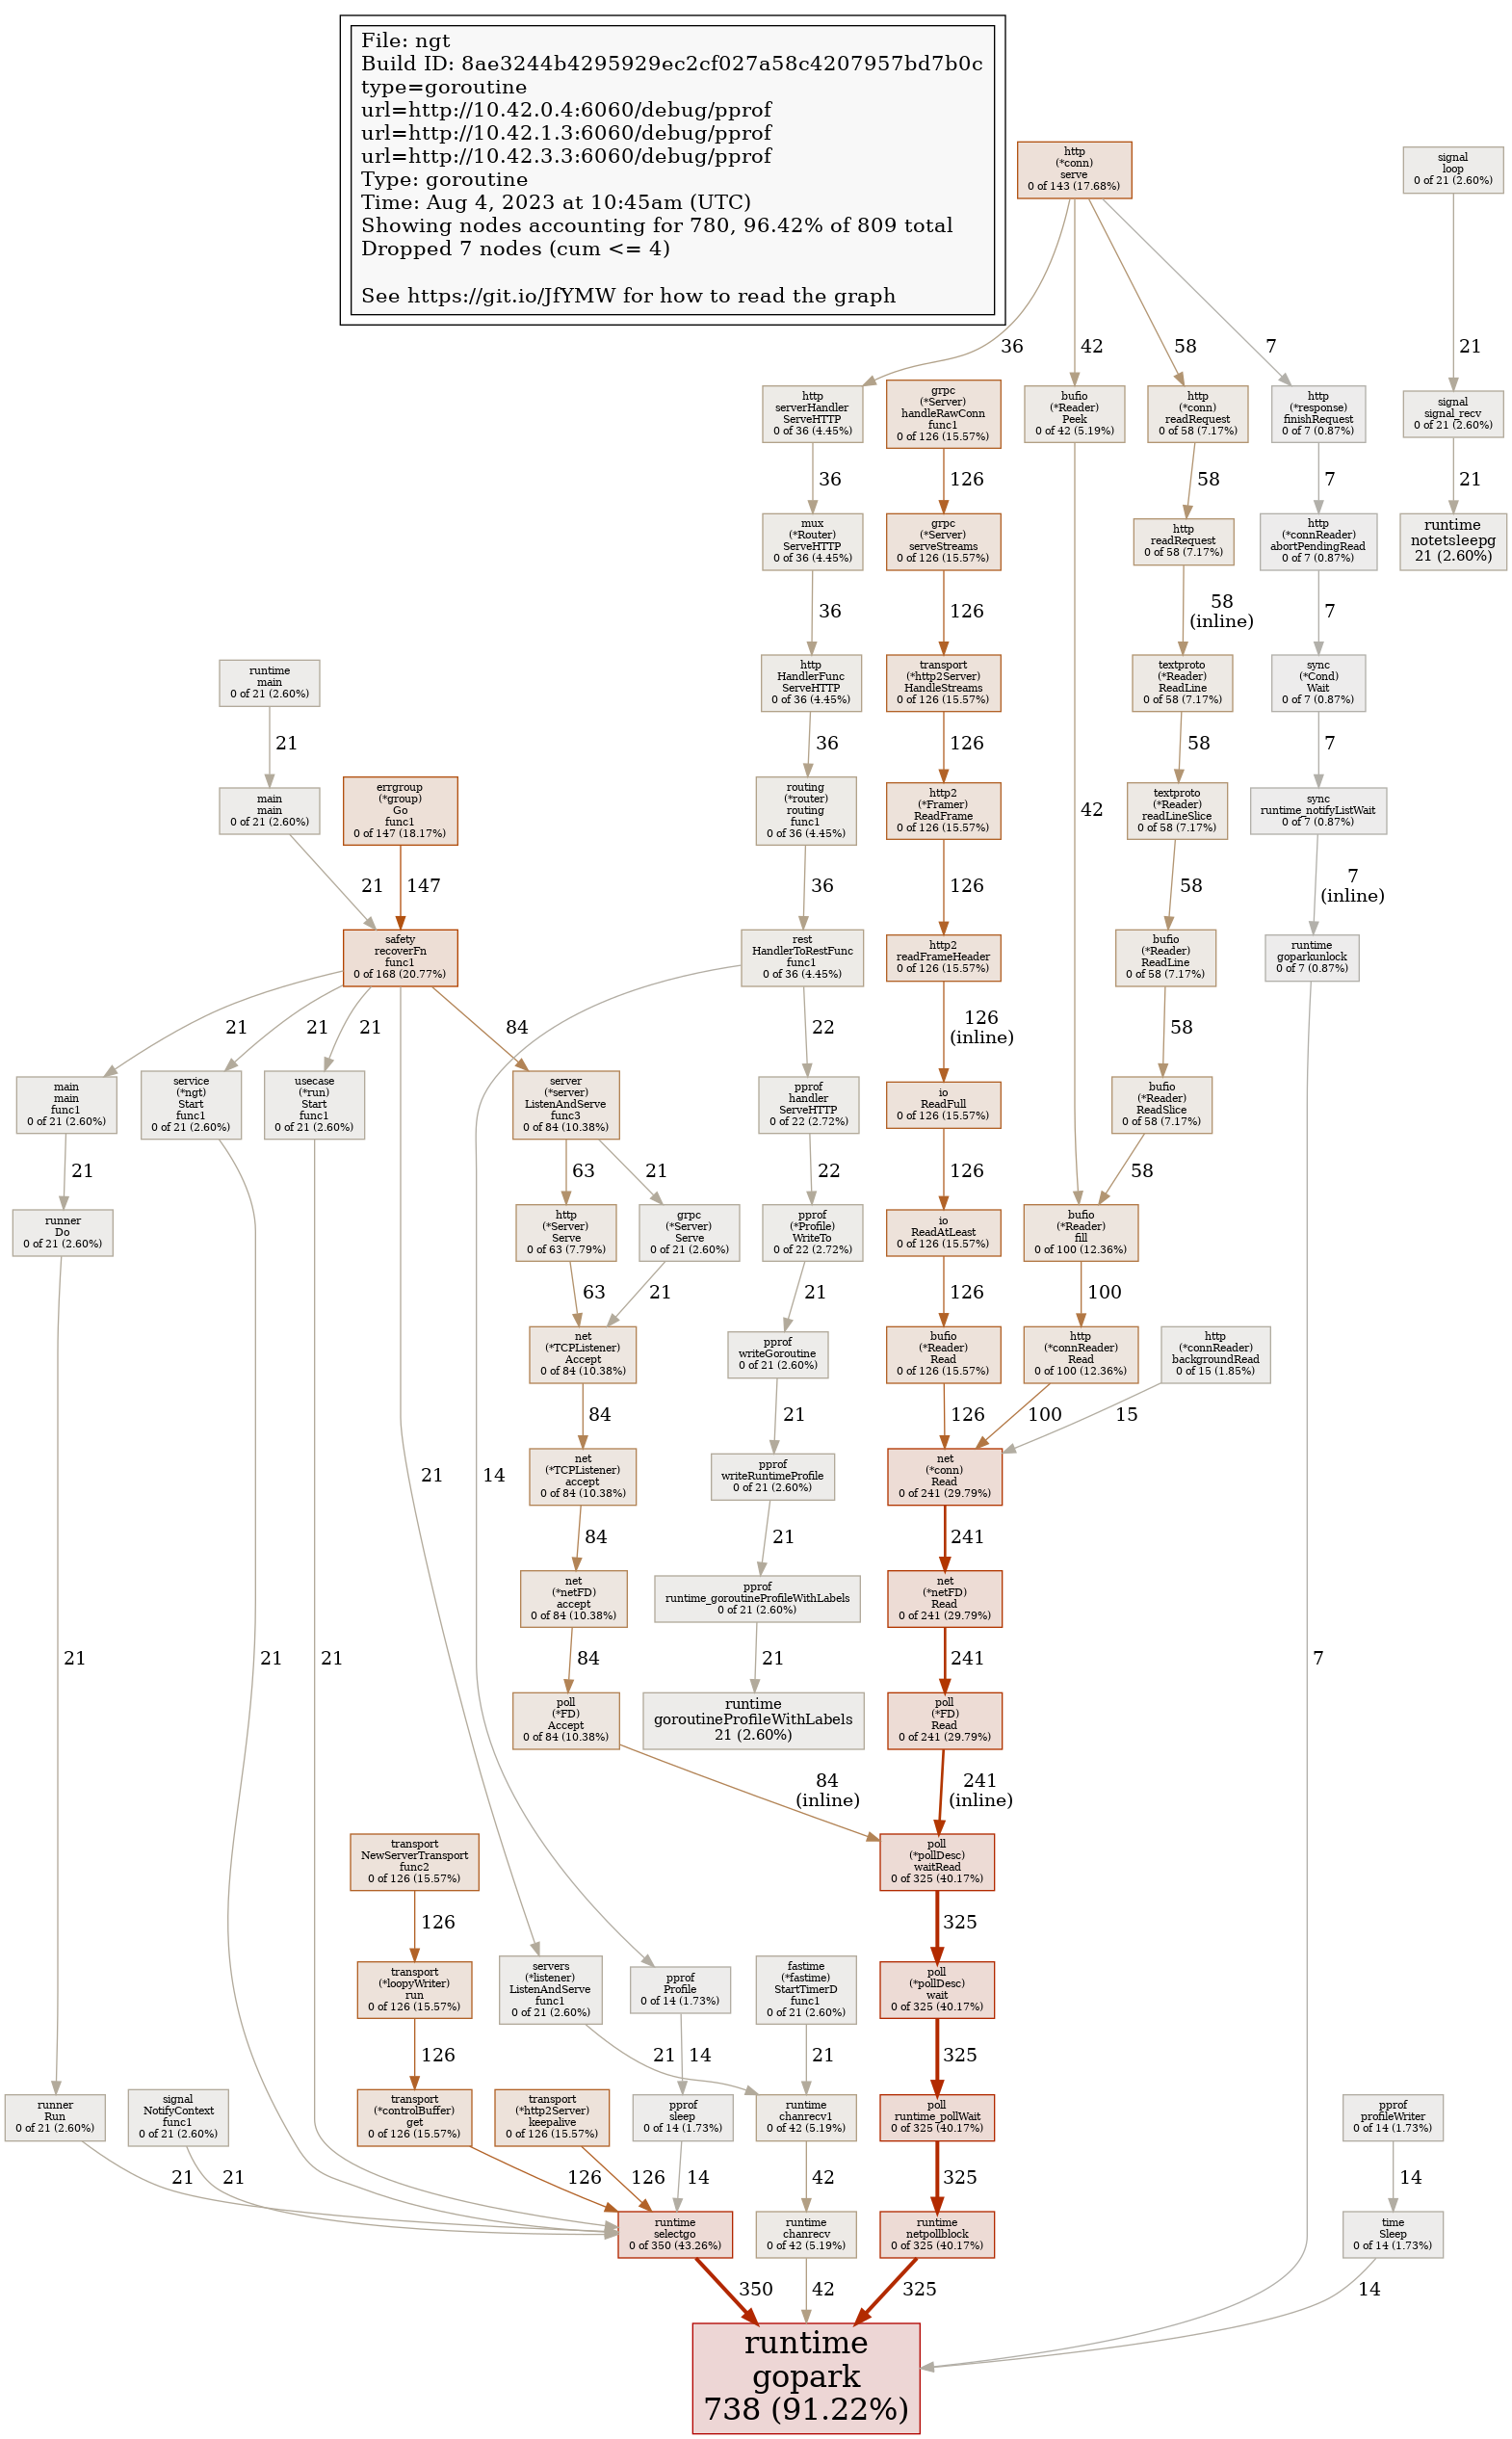 File: ngt
Build ID: 8ae3244b4295929ec2cf027a58c4207957bd7b0c
type=goroutine
url=http://10.42.0.4:6060/debug/pprof
url=http://10.42.1.3:6060/debug/pprof
url=http://10.42.3.3:6060/debug/pprof
Type: goroutine
Time: Aug 4, 2023 at 10:45am (UTC)
Showing nodes accounting for 780, 96.42% of 809 total
Dropped 7 nodes (cum <= 4)
See https://git.io/JfYMW for how to read the graph
http
(*conn)
serve
0 of 143 (17.68%)
signal
loop
0 of 21 (2.60%)
36
42
58
7
21
http
serverHandler
ServeHTTP
0 of 36 (4.45%)
grpc
(*Server)
handleRawConn
func1
0 of 126 (15.57%)
bufio
(*Reader)
Peek
0 of 42 (5.19%)
http
(*conn)
readRequest
0 of 58 (7.17%)
http
(*response)
finishRequest
0 of 7 (0.87%)
signal
signal_recv
0 of 21 (2.60%)
36
126
58
7
21
mux
(*Router)
ServeHTTP
0 of 36 (4.45%)
grpc
(*Server)
serveStreams
0 of 126 (15.57%)
http
readRequest
0 of 58 (7.17%)
http
(*connReader)
abortPendingRead
0 of 7 (0.87%)
runtime
notetsleepg
21 (2.60%)
36
126
58
(inline)
7
runtime
main
0 of 21 (2.60%)
http
HandlerFunc
ServeHTTP
0 of 36 (4.45%)
transport
(*http2Server)
HandleStreams
0 of 126 (15.57%)
textproto
(*Reader)
ReadLine
0 of 58 (7.17%)
sync
(*Cond)
Wait
0 of 7 (0.87%)
21
36
126
58
7
main
main
0 of 21 (2.60%)
errgroup
(*group)
Go
func1
0 of 147 (18.17%)
routing
(*router)
routing
func1
0 of 36 (4.45%)
http2
(*Framer)
ReadFrame
0 of 126 (15.57%)
42
textproto
(*Reader)
readLineSlice
0 of 58 (7.17%)
sync
runtime_notifyListWait
0 of 7 (0.87%)
21
147
36
126
58
7
(inline)
safety
recoverFn
func1
0 of 168 (20.77%)
rest
HandlerToRestFunc
func1
0 of 36 (4.45%)
http2
readFrameHeader
0 of 126 (15.57%)
bufio
(*Reader)
ReadLine
0 of 58 (7.17%)
runtime
goparkunlock
0 of 7 (0.87%)
21
21
21
84
22
126
(inline)
58
main
main
func1
0 of 21 (2.60%)
service
(*ngt)
Start
func1
0 of 21 (2.60%)
usecase
(*run)
Start
func1
0 of 21 (2.60%)
server
(*server)
ListenAndServe
func3
0 of 84 (10.38%)
pprof
handler
ServeHTTP
0 of 22 (2.72%)
io
ReadFull
0 of 126 (15.57%)
bufio
(*Reader)
ReadSlice
0 of 58 (7.17%)
21
63
21
22
126
58
runner
Do
0 of 21 (2.60%)
http
(*Server)
Serve
0 of 63 (7.79%)
grpc
(*Server)
Serve
0 of 21 (2.60%)
pprof
(*Profile)
WriteTo
0 of 22 (2.72%)
io
ReadAtLeast
0 of 126 (15.57%)
bufio
(*Reader)
fill
0 of 100 (12.36%)
63
21
21
126
100
net
(*TCPListener)
Accept
0 of 84 (10.38%)
pprof
writeGoroutine
0 of 21 (2.60%)
bufio
(*Reader)
Read
0 of 126 (15.57%)
http
(*connReader)
Read
0 of 100 (12.36%)
http
(*connReader)
backgroundRead
0 of 15 (1.85%)
84
21
126
100
15
21
14
net
(*TCPListener)
accept
0 of 84 (10.38%)
pprof
writeRuntimeProfile
0 of 21 (2.60%)
net
(*conn)
Read
0 of 241 (29.79%)
84
21
241
net
(*netFD)
accept
0 of 84 (10.38%)
pprof
runtime_goroutineProfileWithLabels
0 of 21 (2.60%)
net
(*netFD)
Read
0 of 241 (29.79%)
21
21
21
84
21
241
7
poll
(*FD)
Accept
0 of 84 (10.38%)
runtime
goroutineProfileWithLabels
21 (2.60%)
poll
(*FD)
Read
0 of 241 (29.79%)
84
(inline)
241
(inline)
transport
NewServerTransport
func2
0 of 126 (15.57%)
poll
(*pollDesc)
waitRead
0 of 325 (40.17%)
126
325
transport
(*loopyWriter)
run
0 of 126 (15.57%)
servers
(*listener)
ListenAndServe
func1
0 of 21 (2.60%)
pprof
Profile
0 of 14 (1.73%)
fastime
(*fastime)
StartTimerD
func1
0 of 21 (2.60%)
poll
(*pollDesc)
wait
0 of 325 (40.17%)
126
21
14
21
325
runner
Run
0 of 21 (2.60%)
signal
NotifyContext
func1
0 of 21 (2.60%)
transport
(*controlBuffer)
get
0 of 126 (15.57%)
transport
(*http2Server)
keepalive
0 of 126 (15.57%)
pprof
sleep
0 of 14 (1.73%)
runtime
chanrecv1
0 of 42 (5.19%)
poll
runtime_pollWait
0 of 325 (40.17%)
pprof
profileWriter
0 of 14 (1.73%)
21
21
126
126
14
42
325
14
runtime
selectgo
0 of 350 (43.26%)
runtime
chanrecv
0 of 42 (5.19%)
runtime
netpollblock
0 of 325 (40.17%)
time
Sleep
0 of 14 (1.73%)
350
42
325
14
runtime
gopark
738 (91.22%)